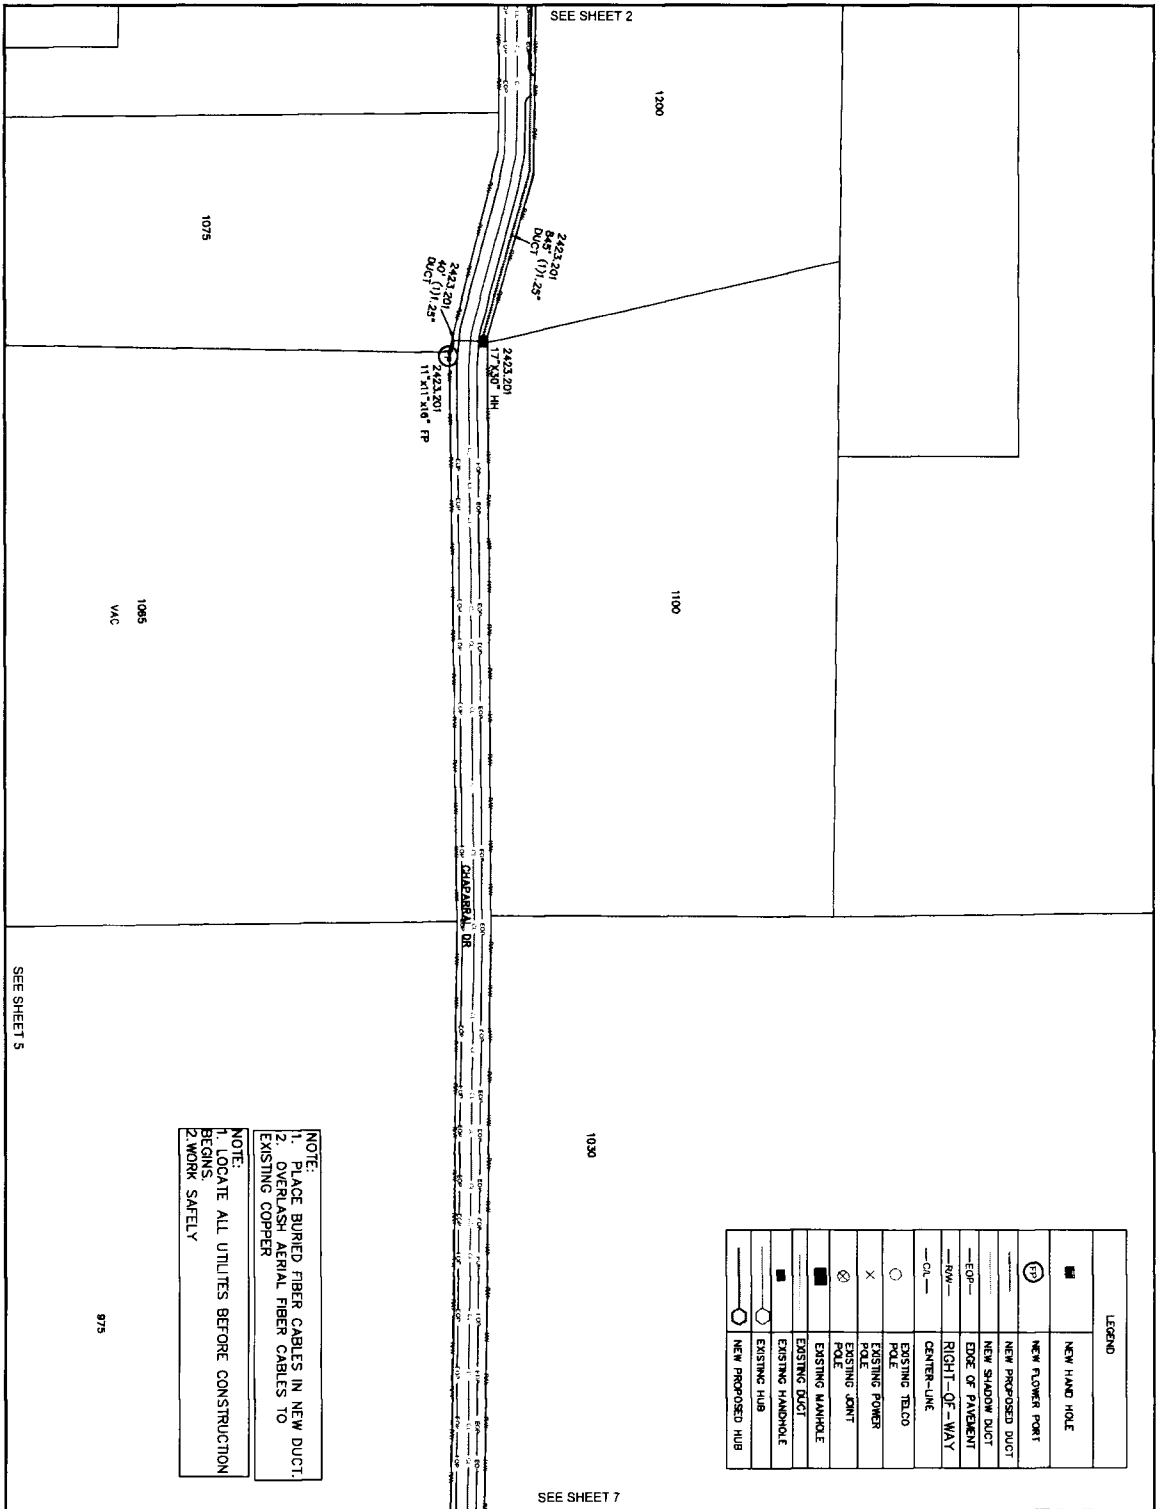 SEE SHEET 2
1200
1075
2423.201
845' (1)1.25"
DUCT
2423.201
40' (1)1.25"
DUCT
2423.201
17"X30" HH
2423.201
11"x11"x16" FP
1100
1065
VAC
CHAPARRAL DR
1030
975
SEE SHEET 5
SEE SHEET 7
NOTE:
1. PLACE BURIED FIBER CABLES IN NEW DUCT.
2. OVERLASH AERIAL FIBER CABLES TO
EXISTING COPPER
NOTE:
1. LOCATE ALL UTILITES BEFORE CONSTRUCTION
BEGINS.
2.WORK SAFELY
LEGEND
NEW HAND HOLE
FP NEW FLOWER PORT
NEW PROPOSED DUCT
NEW SHADOW DUCT
EOP EDGE OF PAVEMENT
R/W RIGHT-OF-WAY
C/L CENTER-LINE
EXISTING TELCO
POLE
EXISTING POWER
POLE
EXISTING JOINT
POLE
EXISTING MANHOLE
EXISTING DUCT
EXISTING HANDHOLE
EXISTING HUB
NEW PROPOSED HUB